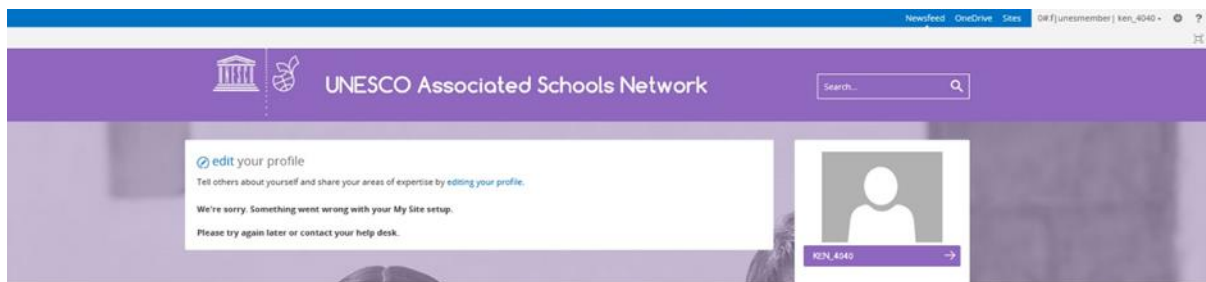 Newsfeed OneDrive Sites 0#.f|unesmember| ken_4040
?
UNESCO
UNESCO Associated Schools Network
Search...
edit your profile
Tell others about yourself and share your areas of expertise by editing your profile.
We're sorry. Something went wrong with your My Site setup.
Please try again later or contact your help desk.
KEN_4040